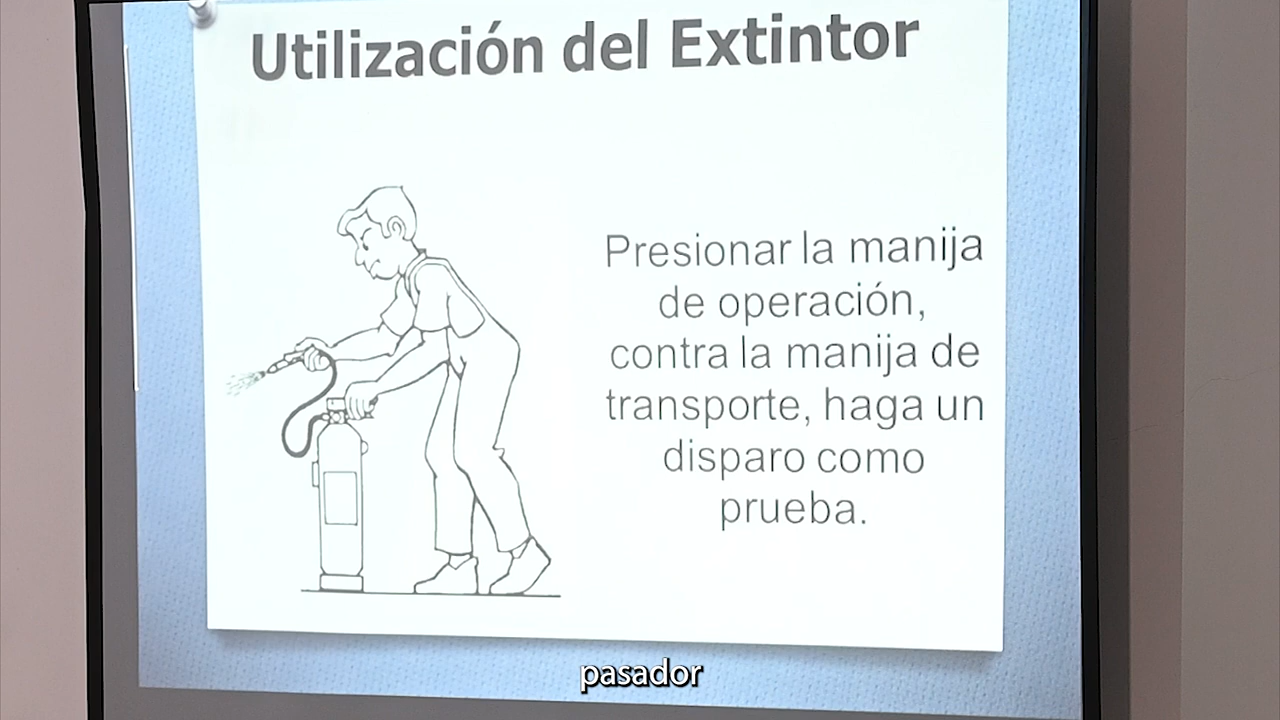 Utilización del Extintor
Presionar la manija
de operación,
contra la manija de
transporte, haga un
disparo como
prueba.
pasador